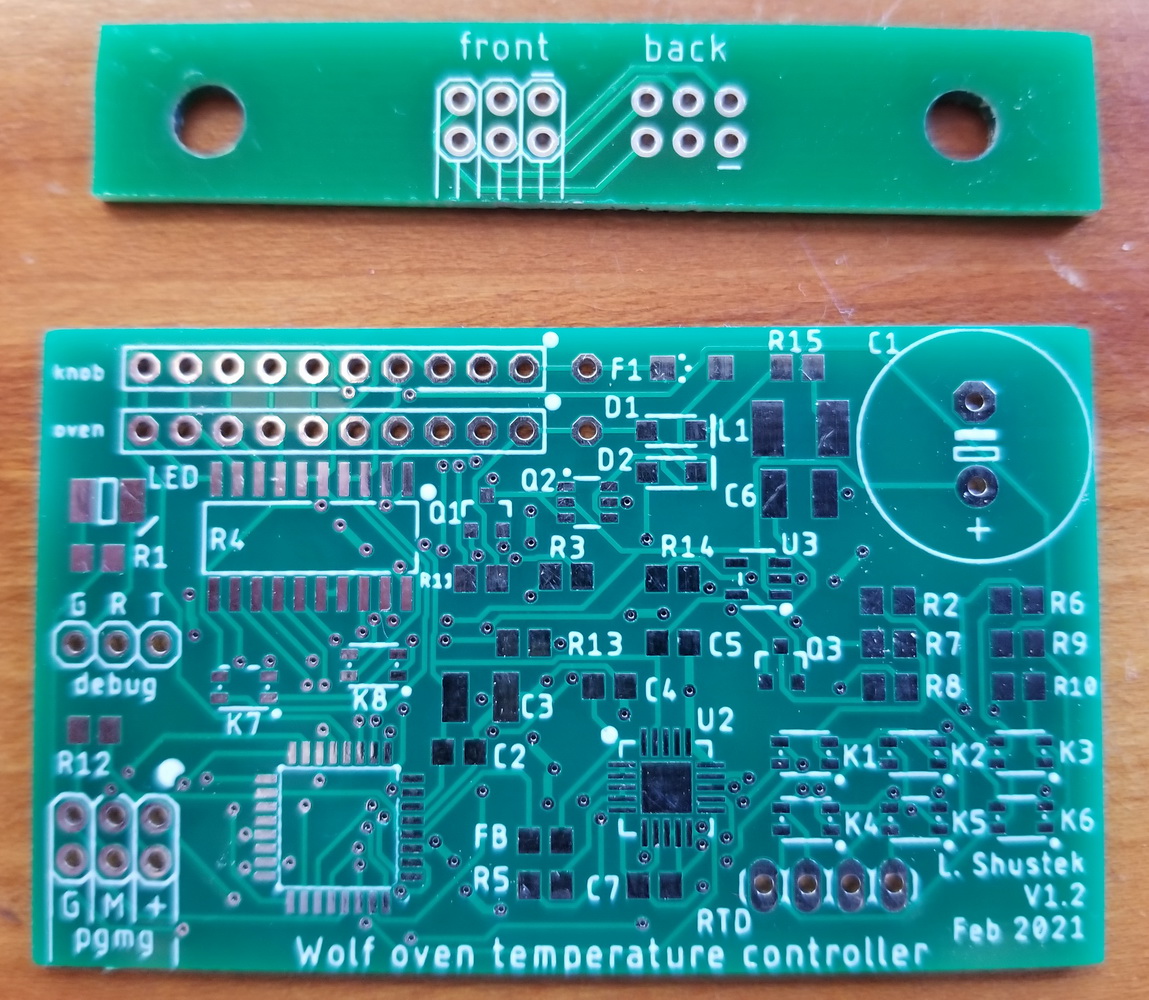 front back
knob F1 R15 C1
oven D1 L1
LED D2 C6
Q1 Q2 +
R4 R3 R14 U3
R1 R11
G R T R2 R6
debug R13 C5 Q3 R7 R9
K7 K8 C3 C4 R8 R10
R12 C2 U2 K1 K2 K3
FB K4 K5 K6
G M + R5 C7 RTD L. Shustek
pgmg V1.2
Feb 2021
Wolf oven temperature controller